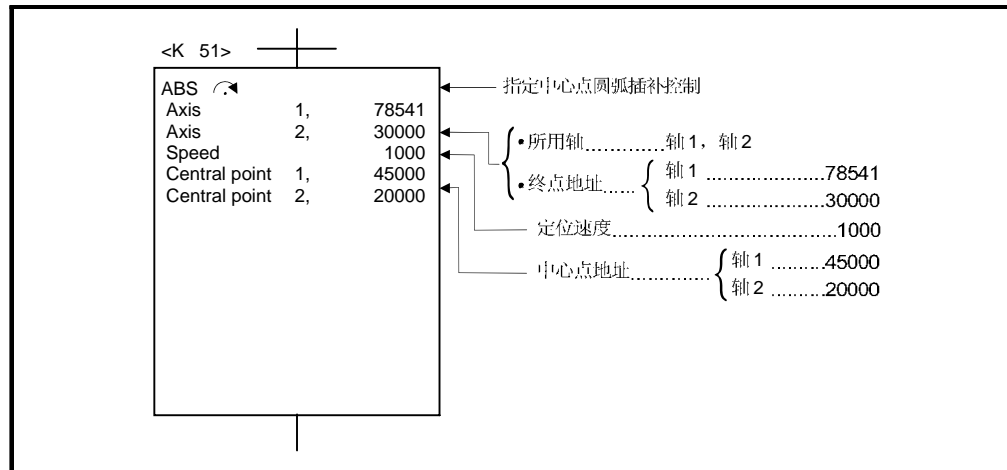 <K 51>
ABS
Axis 1, 78541
Axis 2, 30000
Speed 1000
Central point 1, 45000
Central point 2, 20000
指定中心点圆弧插补控制
•所用轴.............轴1，轴2
•终点地址...... 轴1 ....................78541
轴2 ....................30000
定位速度.....................................1000
中心点地址............... 轴1 .........45000
轴2 .........20000